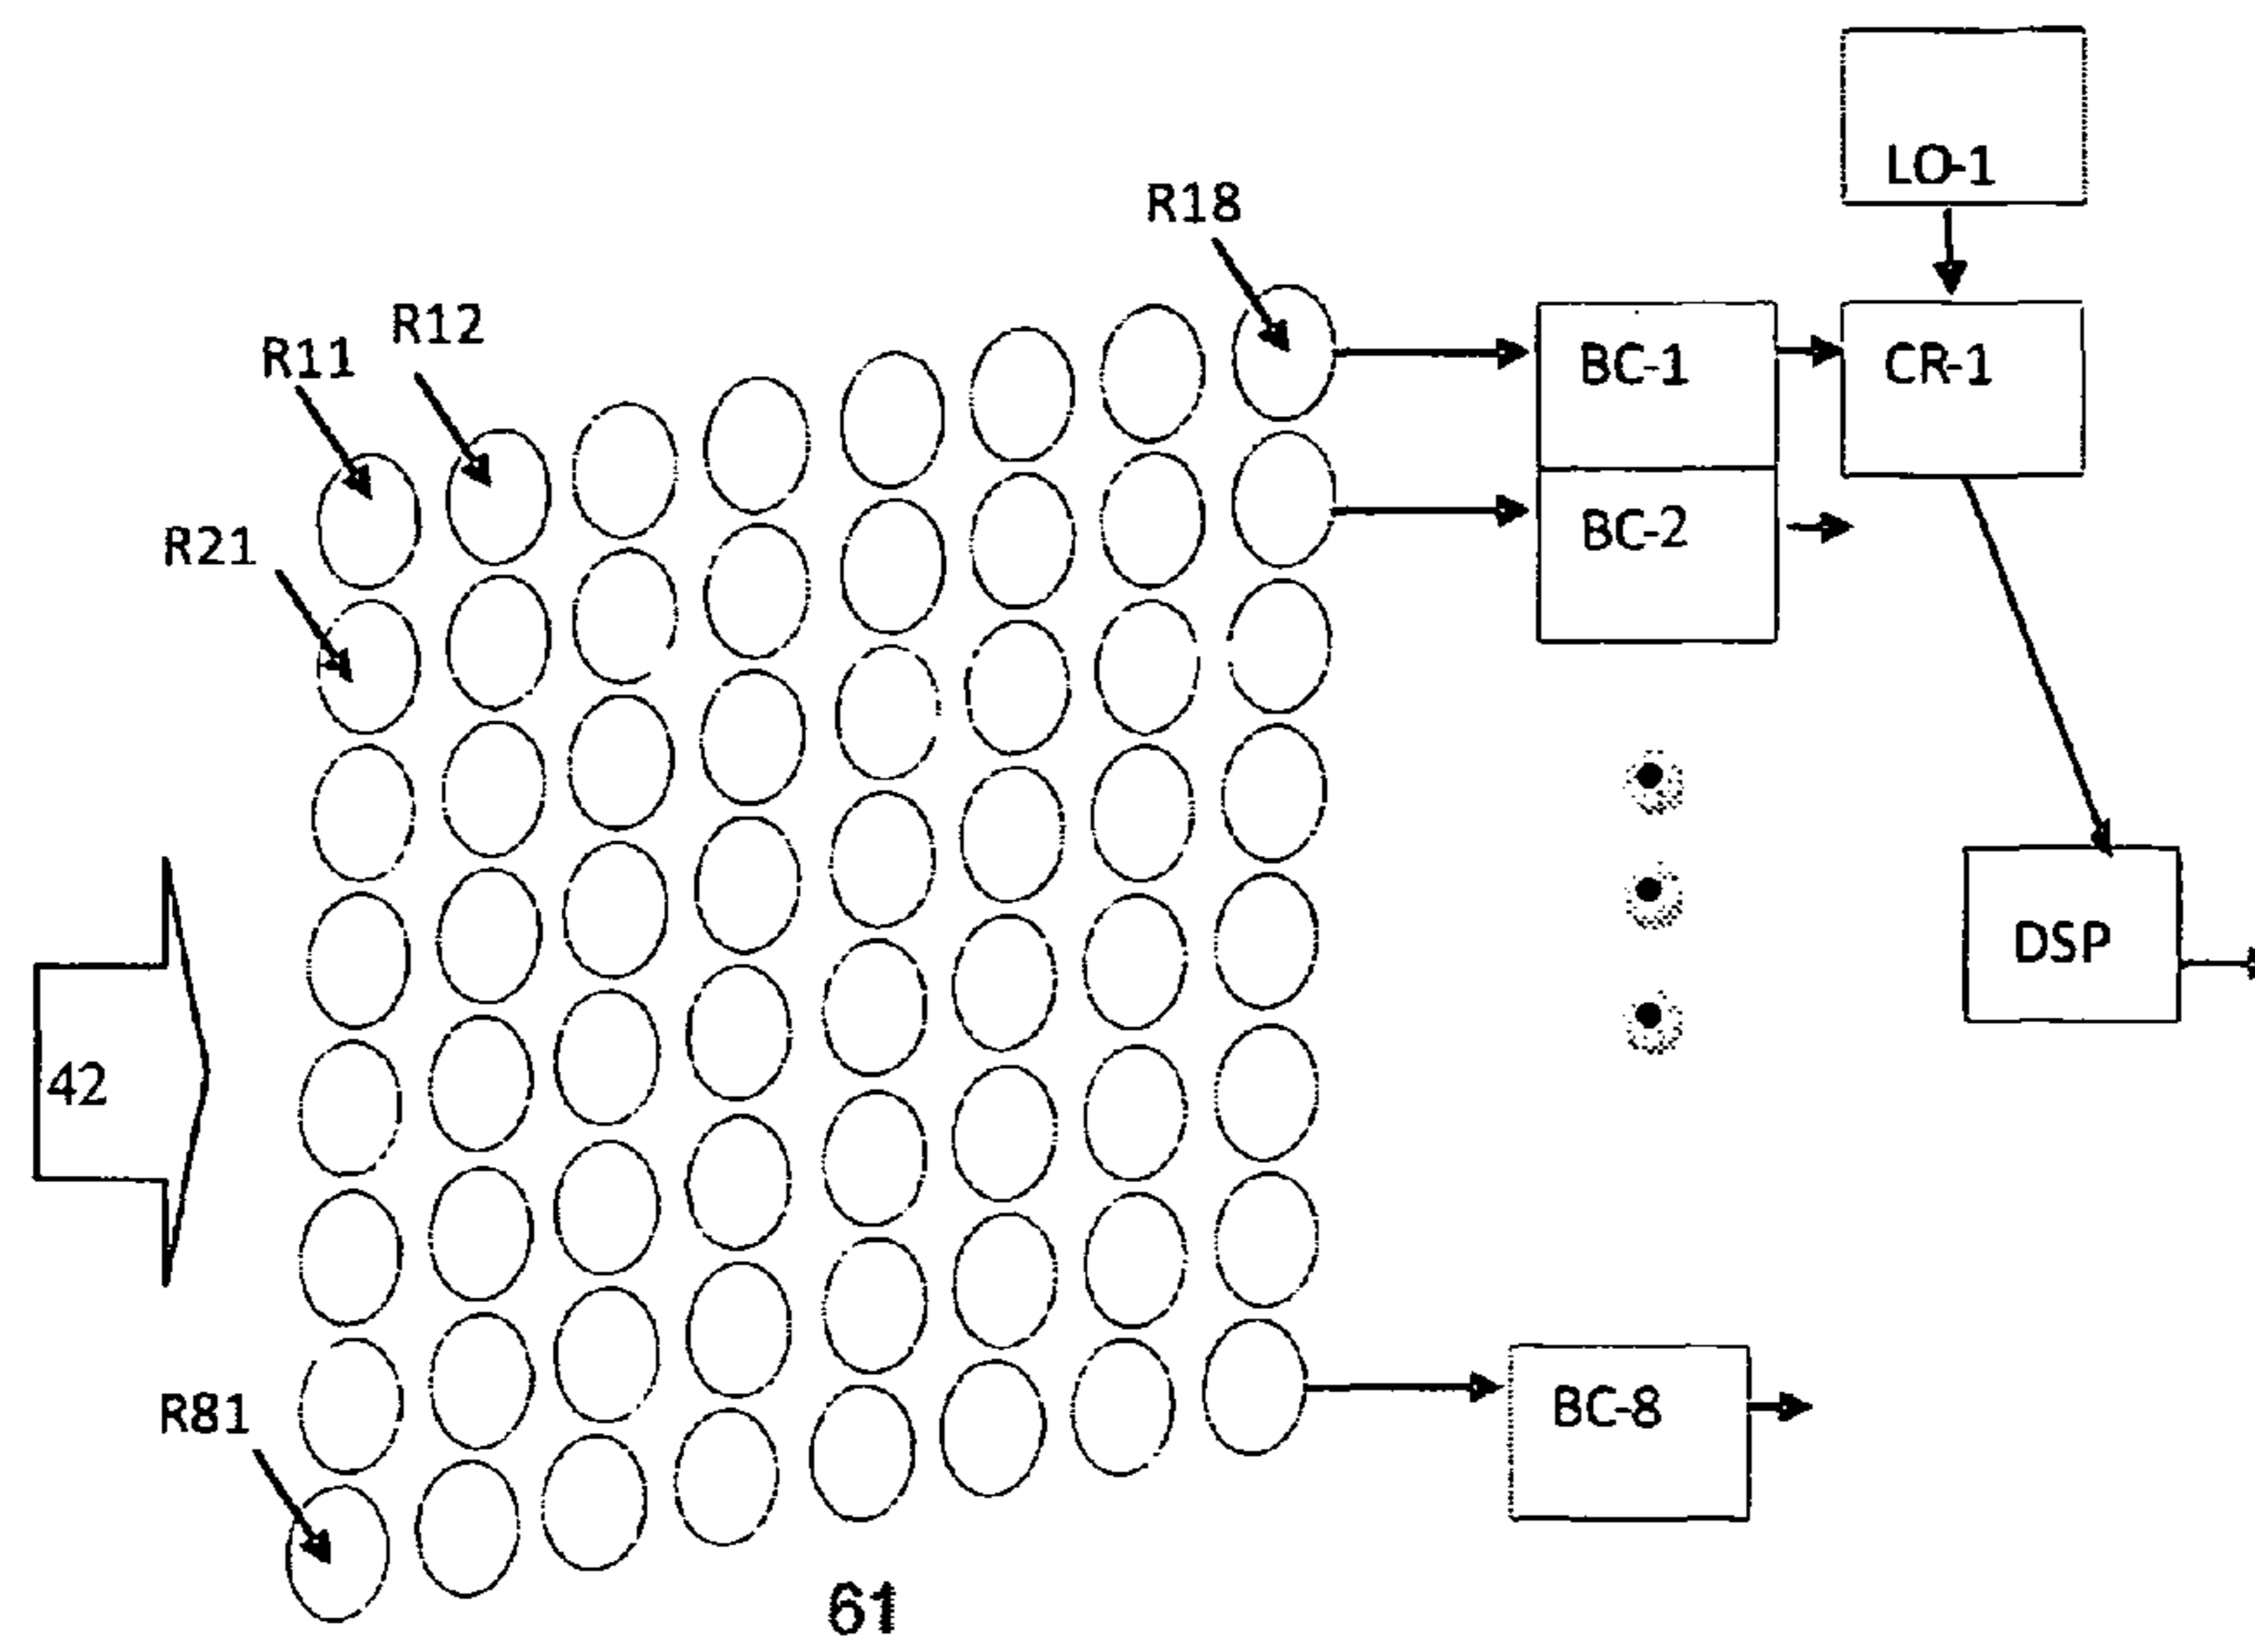 LO-1
R18
R12
R11
BC-1
CR-1
R21
BC-2
DSP
42
R81
BC-8
61